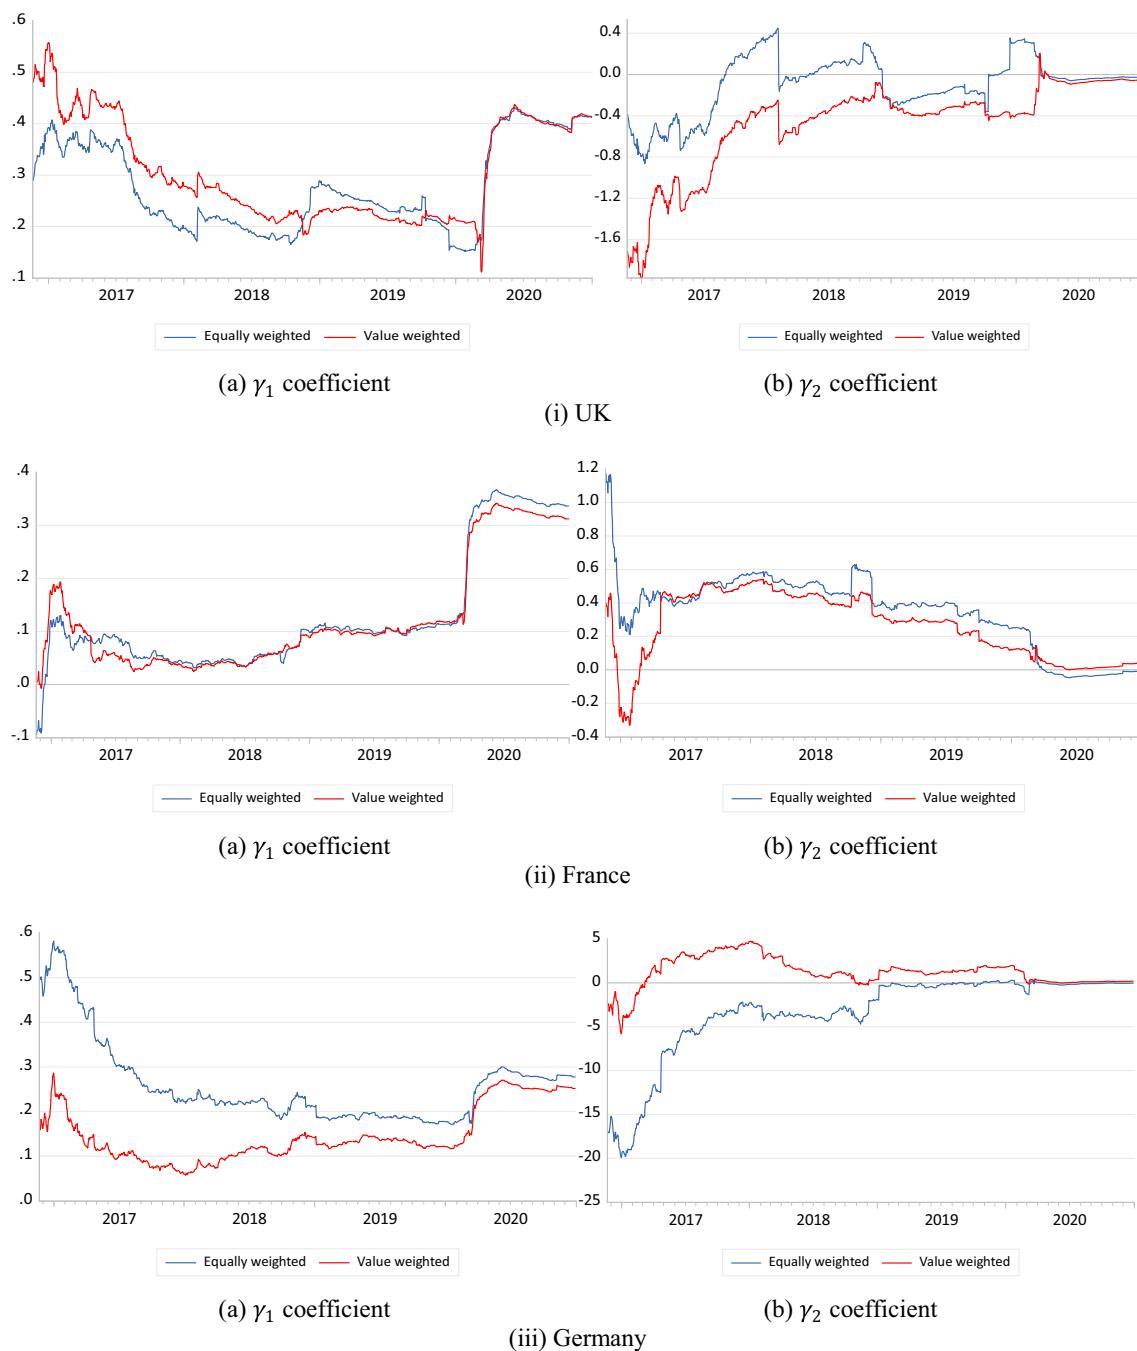 .6
.5
.4
.3
.2
.1
2017 2018 2019 2020
Equally weighted Value weighted
(a) γ₁ coefficient
0.4
0.0
-0.4
-0.8
-1.2
-1.6
2017 2018 2019 2020
Equally weighted Value weighted
(b) γ₂ coefficient
(i) UK
.4
.3
.2
.1
.0
-.1
2017 2018 2019 2020
Equally weighted Value weighted
(a) γ₁ coefficient
1.2
1.0
0.8
0.6
0.4
0.2
0.0
-0.2
-0.4
2017 2018 2019 2020
Equally weighted Value weighted
(b) γ₂ coefficient
(ii) France
.6
.5
.4
.3
.2
.1
.0
2017 2018 2019 2020
Equally weighted Value weighted
(a) γ₁ coefficient
5
0
-5
-10
-15
-20
-25
2017 2018 2019 2020
Equally weighted Value weighted
(b) γ₂ coefficient
(iii) Germany